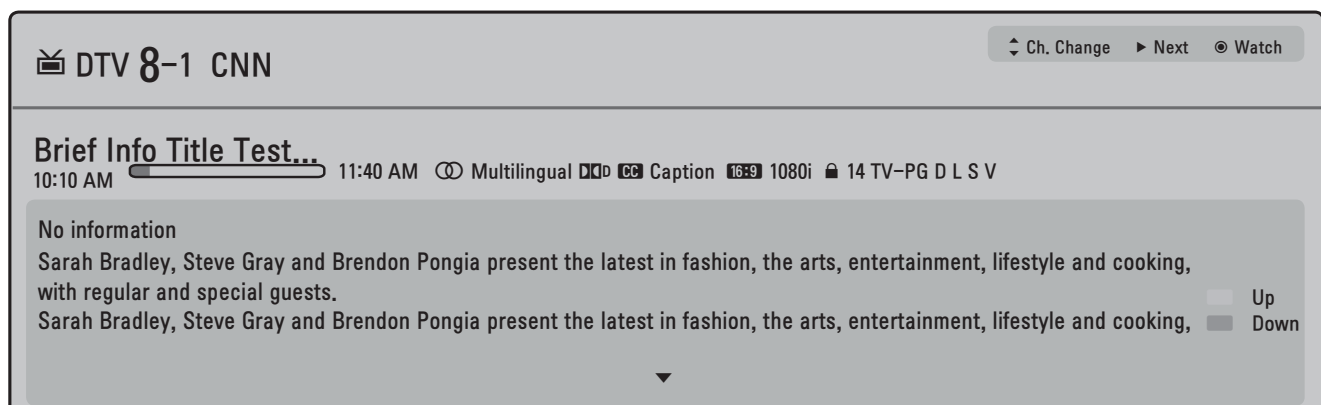 DTV 8-1 CNN
Ch. Change Next Watch
Brief Info Title Test...
10:10 AM 11:40 AM Multilingual DD D CC Caption 16:9 1080i 14 TV-PG D L S V
No information
Sarah Bradley, Steve Gray and Brendon Pongia present the latest in fashion, the arts, entertainment, lifestyle and cooking,
with regular and special guests.
Up
Sarah Bradley, Steve Gray and Brendon Pongia present the latest in fashion, the arts, entertainment, lifestyle and cooking,
Down